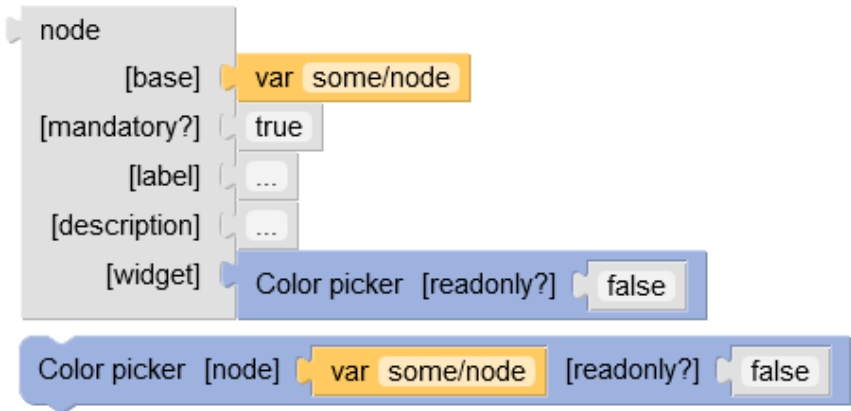 node
[base] var some/node
[mandatory?] true
[label] ...
[description] ...
[widget] Color picker [readonly?] false
Color picker [node] var some/node [readonly?] false